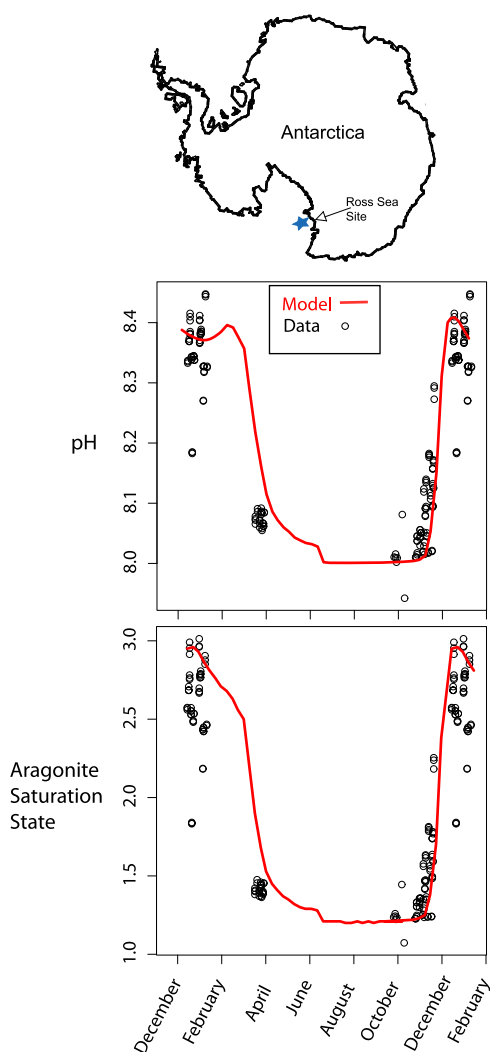 Antarctica
Ross Sea
Site
Model
Data
pH
8.4
8.3
8.2
8.1
8.0
Aragonite
Saturation
State
3.0
2.5
2.0
1.5
1.0
December
February
April
June
August
October
December
February